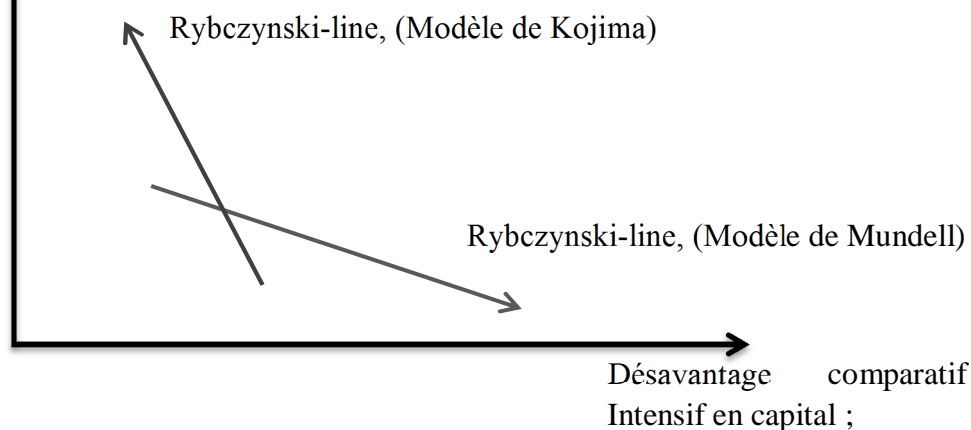 Rybczynski-line, (Modèle de Kojima)
Rybczynski-line, (Modèle de Mundell)
Désavantage comparatif
Intensif en capital ;